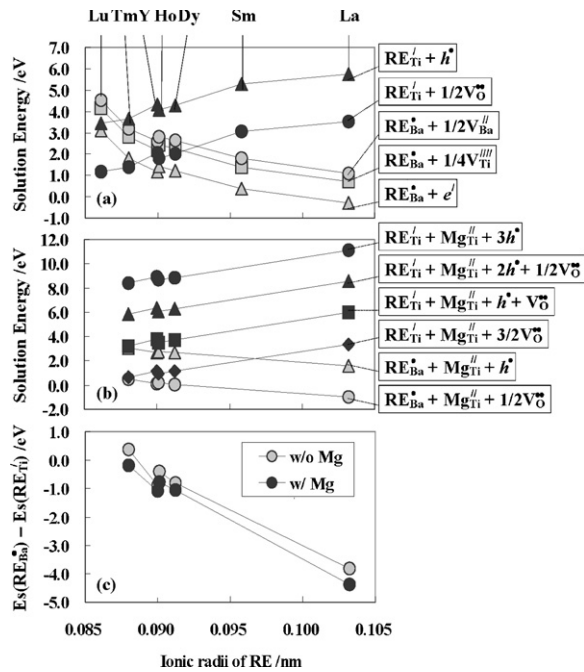 Lu Tm Y Ho Dy Sm La
7.0
6.0
5.0
4.0
3.0
2.0
1.0
0.0
-1.0
Solution Energy /eV
(a)
RE′Ti + h•
RE′Ti + 1/2V••O
RE•Ba + 1/2V″Ba
RE•Ba + 1/4V″″Ti
RE•Ba + e′
12.0
10.0
8.0
6.0
4.0
2.0
0.0
-2.0
Solution Energy /eV
(b)
RE′Ti + Mg″Ti + 3h•
RE′Ti + Mg″Ti + 2h• + 1/2V••O
RE′Ti + Mg″Ti + h• + V••O
RE′Ti + Mg″Ti + 3/2V••O
RE•Ba + Mg″Ti + h•
RE•Ba + Mg″Ti + 1/2V••O
1.0
0.0
-1.0
-2.0
-3.0
-4.0
-5.0
Es(RE•Ba) – Es(RE′Ti) /eV
w/o Mg
w/ Mg
(c)
0.085 0.090 0.095 0.100 0.105
Ionic radii of RE /nm